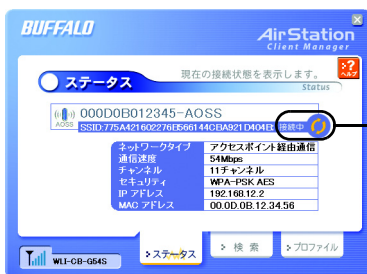 BUFFALO
AirStation
Client Manager
ステータス
現在の接続状態を表示します。
Status
ヘルプ
AOSS
000D0B012345-AOSS
SSID:775A421602276B566144CBA921D404B 接続中
ネットワークタイプ アクセスポイント経由通信
通信速度 54Mbps
チャンネル 11チャンネル
セキュリティ WPA-PSK AES
IP アドレス 192.168.12.2
MAC アドレス 00.0D.0B.12.34.56
WLI-CB-G54S
ステータス
検 索
プロファイル